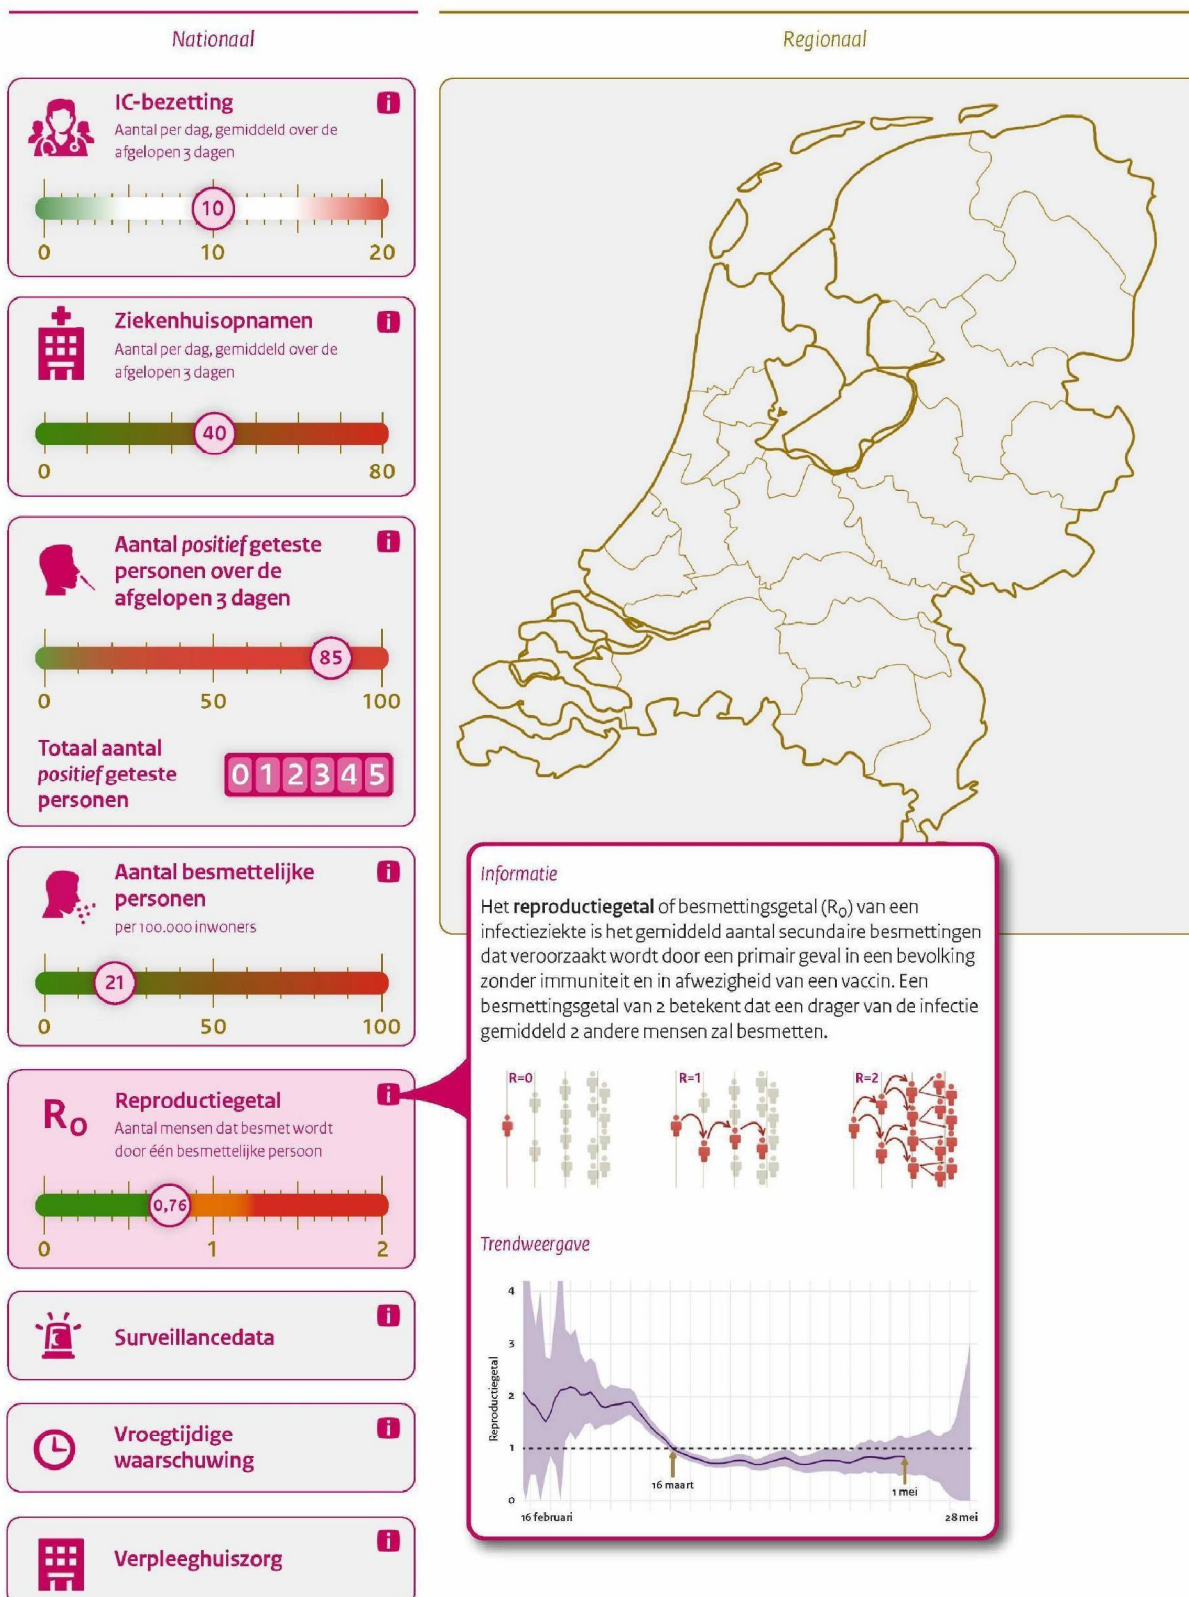 Nationaal
Regionaal
IC-bezetting
Aantal per dag, gemiddeld over de
afgelopen 3 dagen
10
0 10 20
Ziekenhuisopnamen
Aantal per dag, gemiddeld over de
afgelopen 3 dagen
40
0 80
Aantal positief geteste
personen over de
afgelopen 3 dagen
85
0 50 100
Totaal aantal
positief geteste
personen
0 1 2 3 4 5
Aantal besmettelijke
personen
per 100.000 inwoners
21
0 50 100
R0
Reproductiegetal
Aantal mensen dat besmet wordt
door één besmettelijke persoon
0,76
0 1 2
Surveillancedata
Vroegtijdige
waarschuwing
Verpleeghuiszorg
Informatie
Het reproductiegetal of besmettingsgetal (R0) van een
infectieziekte is het gemiddeld aantal secundaire besmettingen
dat veroorzaakt wordt door een primair geval in een bevolking
zonder immuniteit en in afwezigheid van een vaccin. Een
besmettingsgetal van 2 betekent dat een drager van de infectie
gemiddeld 2 andere mensen zal besmetten.
R=0 R=1 R=2
Trendweergave
Reproductiegetal
4
3
2
1
0
16 maart
1 mei
16 februari
28 mei